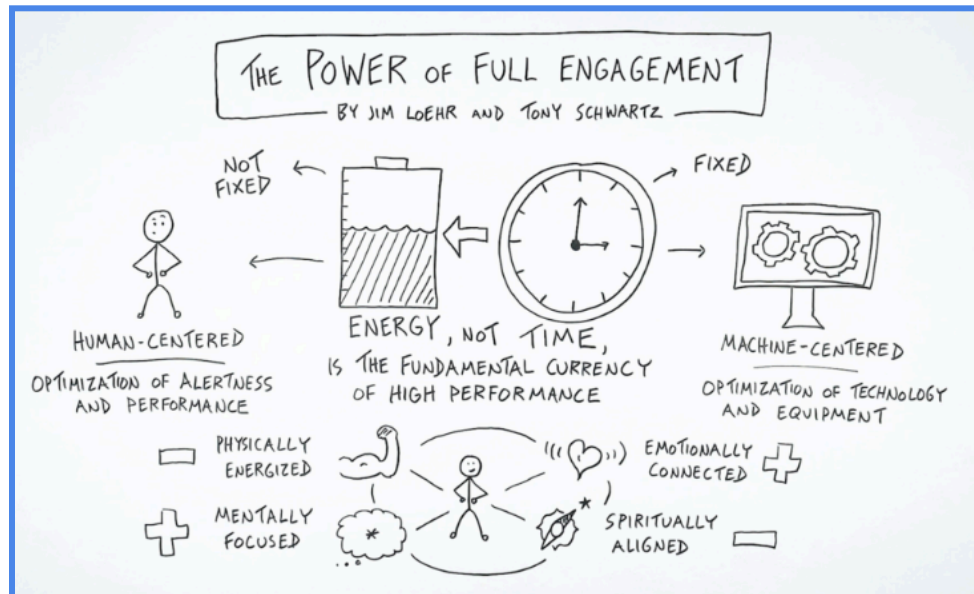 THE POWER OF FULL ENGAGEMENT
BY JIM LOEHR AND TONY SCHWARTZ
NOT
FIXED
FIXED
HUMAN-CENTERED
OPTIMIZATION OF ALERTNESS
AND PERFORMANCE
ENERGY, NOT TIME,
IS THE FUNDAMENTAL CURRENCY
OF HIGH PERFORMANCE
MACHINE-CENTERED
OPTIMIZATION OF TECHNOLOGY
AND EQUIPMENT
PHYSICALLY
ENERGIZED
EMOTIONALLY
CONNECTED
MENTALLY
FOCUSED
SPIRITUALLY
ALIGNED